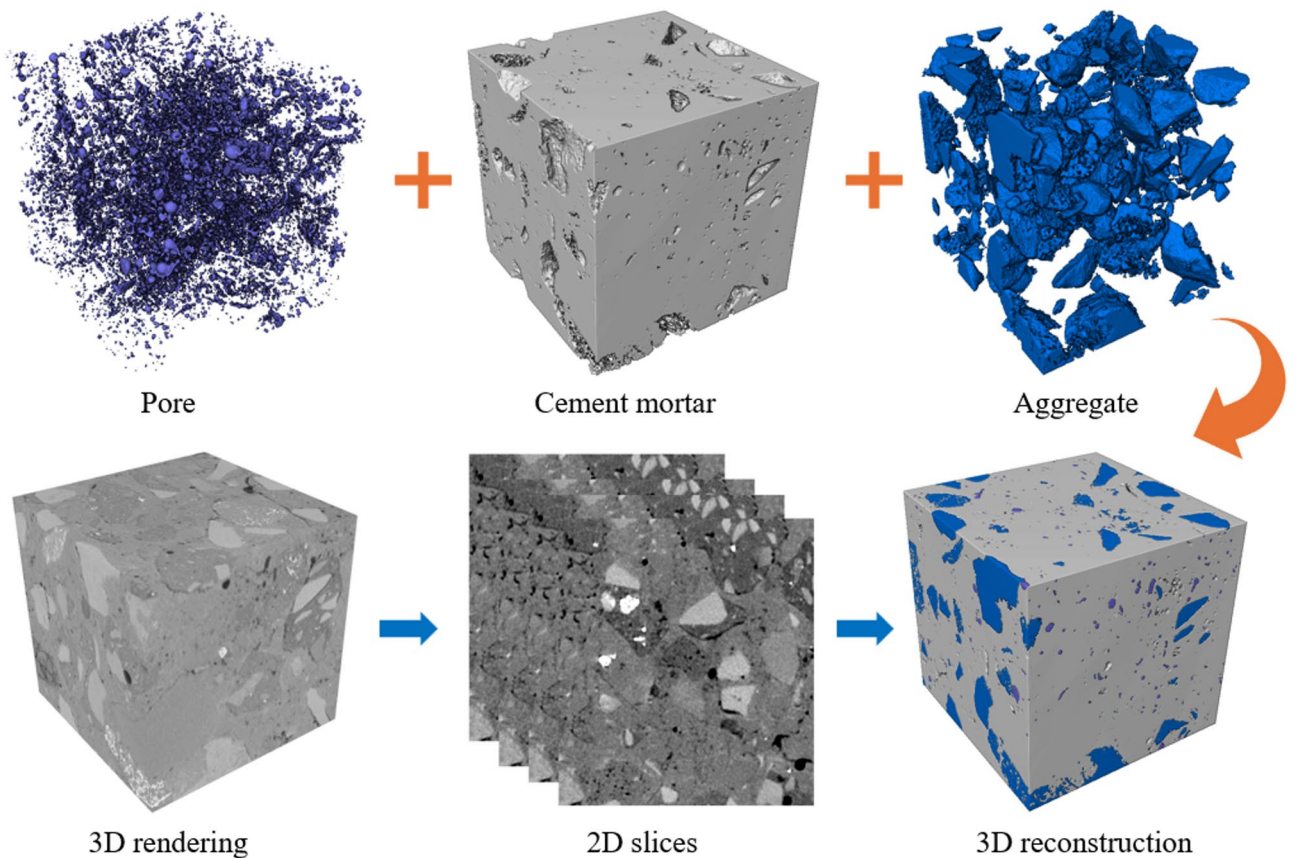 Pore
Cement mortar
Aggregate
3D rendering
2D slices
3D reconstruction